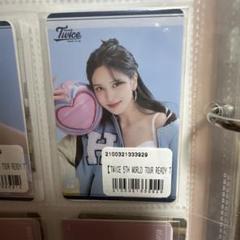 Twice
H
2100321033929
【TWICE 5TH WORLD TOUR READY T